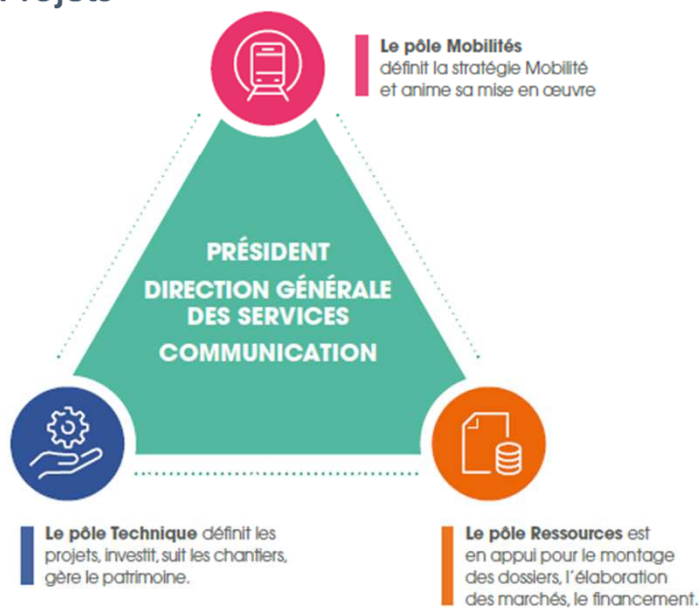 Projets
Le pôle Mobilités
définit la stratégie Mobilité
et anime sa mise en œuvre
PRÉSIDENT
DIRECTION GÉNÉRALE
DES SERVICES
COMMUNICATION
Le pôle Technique définit les
projets, investit, suit les chantiers,
gère le patrimoine.
Le pôle Ressources est
en appui pour le montage
des dossiers, l’élaboration
des marchés, le financement.